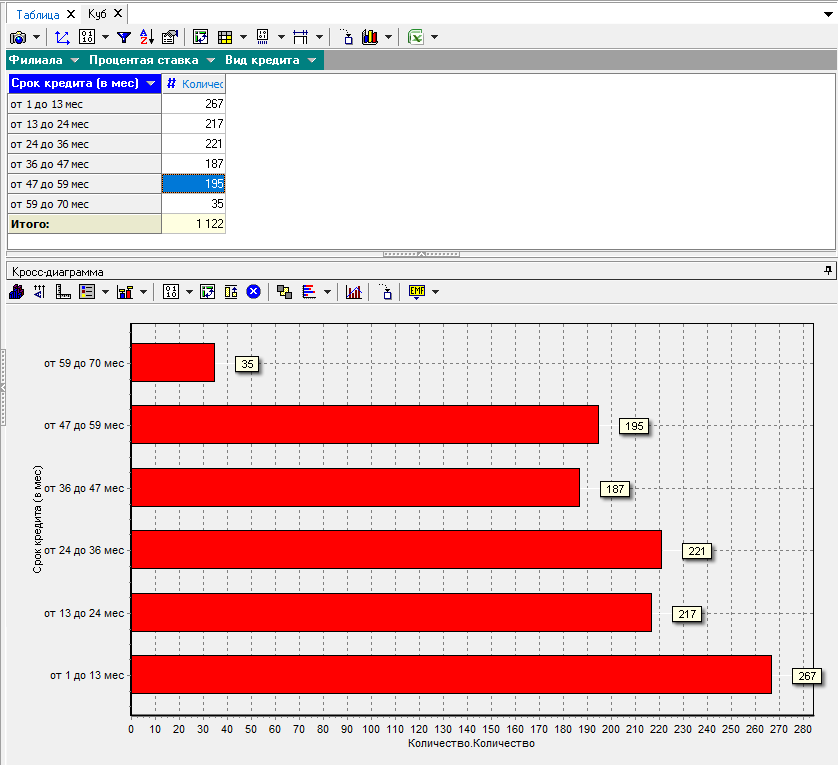 Таблица Куб
Филиала Процентая ставка Вид кредита
Срок кредита (в мес) # Количес
от 1 до 13 мес 267
от 13 до 24 мес 217
от 24 до 36 мес 221
от 36 до 47 мес 187
от 47 до 59 мес 195
от 59 до 70 мес 35
Итого: 1 122
Кросс-диаграмма
EMF
от 59 до 70 мес 35
от 47 до 59 мес 195
от 36 до 47 мес 187
Срок кредита (в мес)
от 24 до 36 мес 221
от 13 до 24 мес 217
от 1 до 13 мес 267
0 10 20 30 40 50 60 70 80 90 100 110 120 130 140 150 160 170 180 190 200 210 220 230 240 250 260 270 280
Количество.Количество